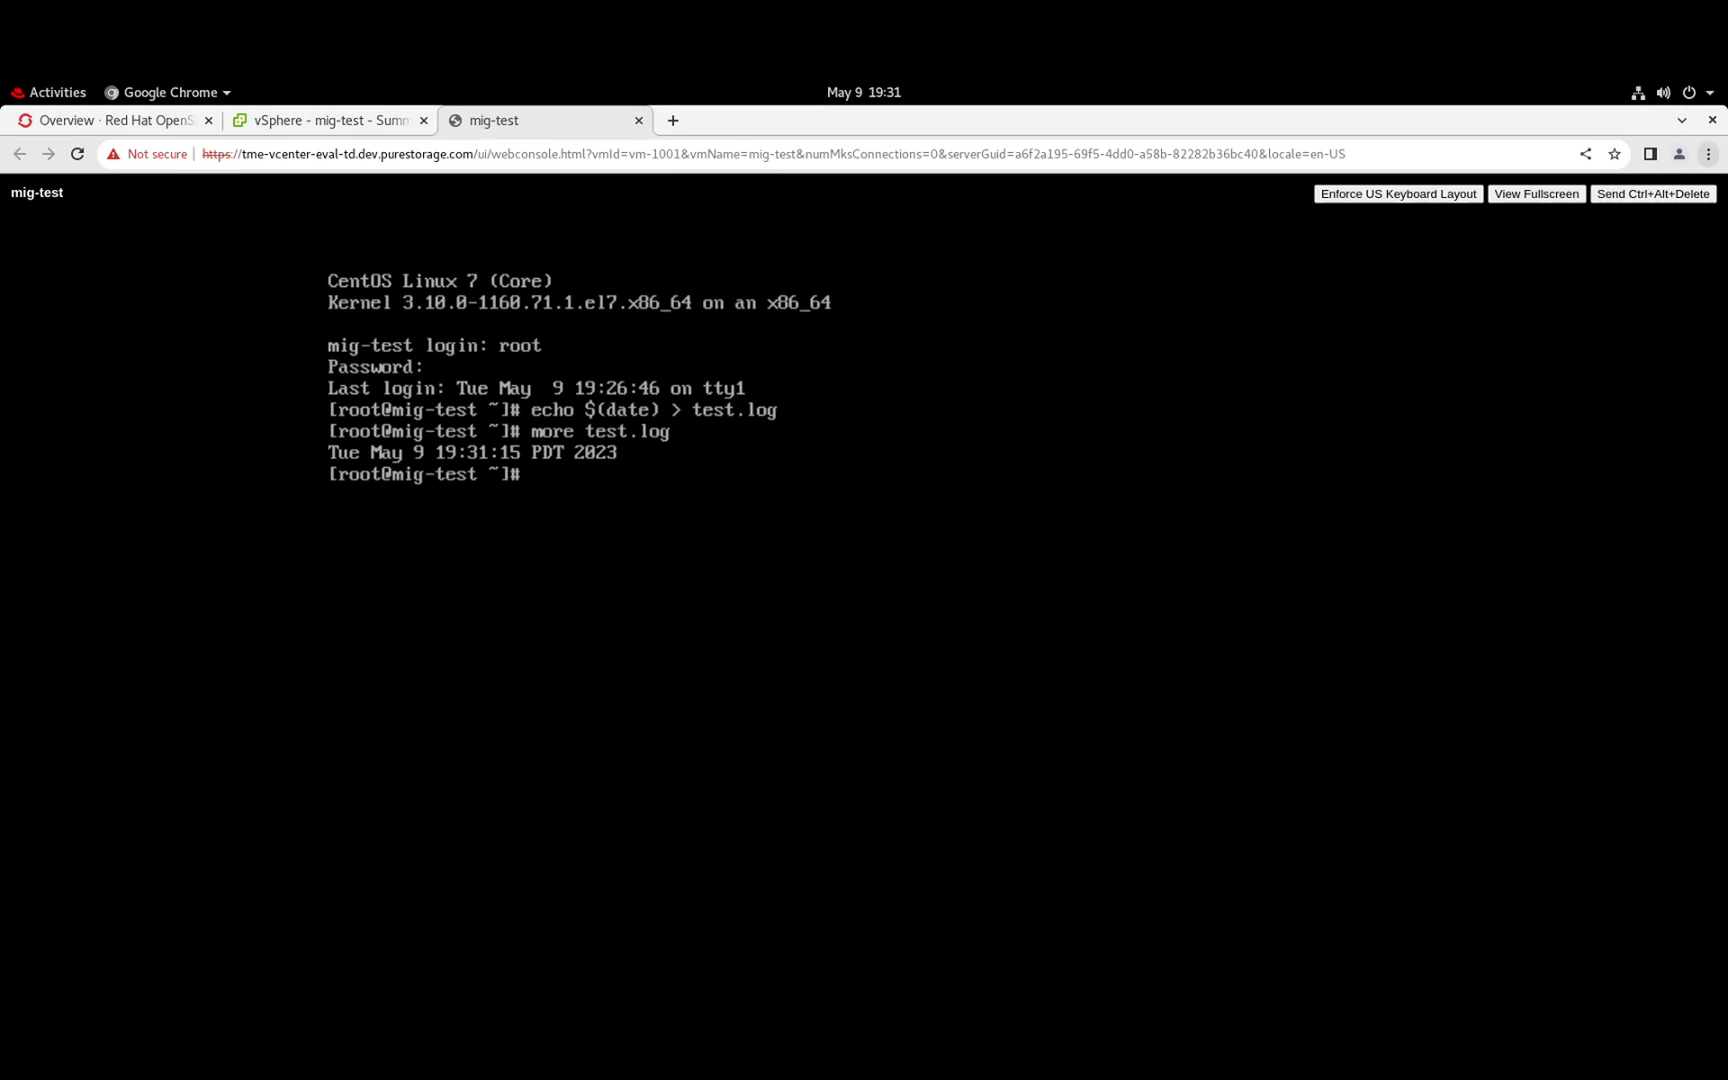 Activities Google Chrome May 9 19:31
Overview · Red Hat OpenS vSphere - mig-test - Summ mig-test
Not secure https://tme-vcenter-eval-td.dev.purestorage.com/ui/webconsole.html?vmId=vm-1001&vmName=mig-test&numMksConnections=0&serverGuid=a6f2a195-69f5-4dd0-a58b-82282b36bc40&locale=en-US
mig-test Enforce US Keyboard Layout View Fullscreen Send Ctrl+Alt+Delete
CentOS Linux 7 (Core)
Kernel 3.10.0-1160.71.1.el7.x86_64 on an x86_64
mig-test login: root
Password:
Last login: Tue May  9 19:26:46 on tty1
[root@mig-test ~]# echo $(date) > test.log
[root@mig-test ~]# more test.log
Tue May 9 19:31:15 PDT 2023
[root@mig-test ~]#